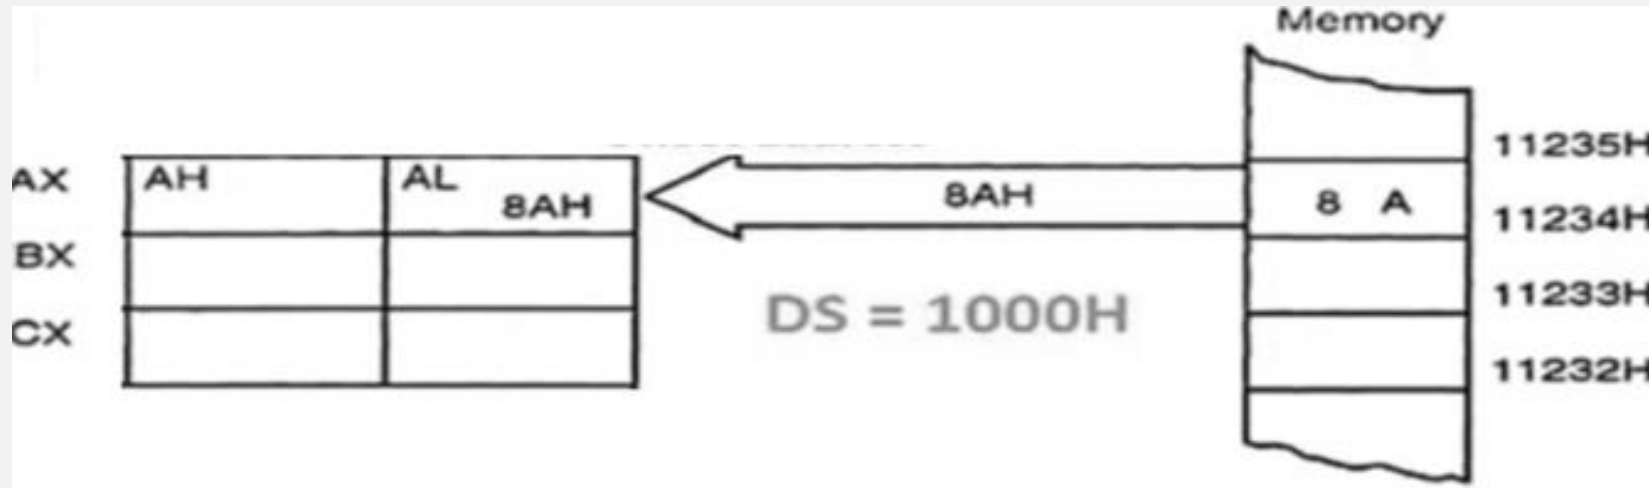 Memory
11235H
AX AH AL 8AH 8AH 8 A 11234H
BX
DS = 1000H 11233H
CX
11232H